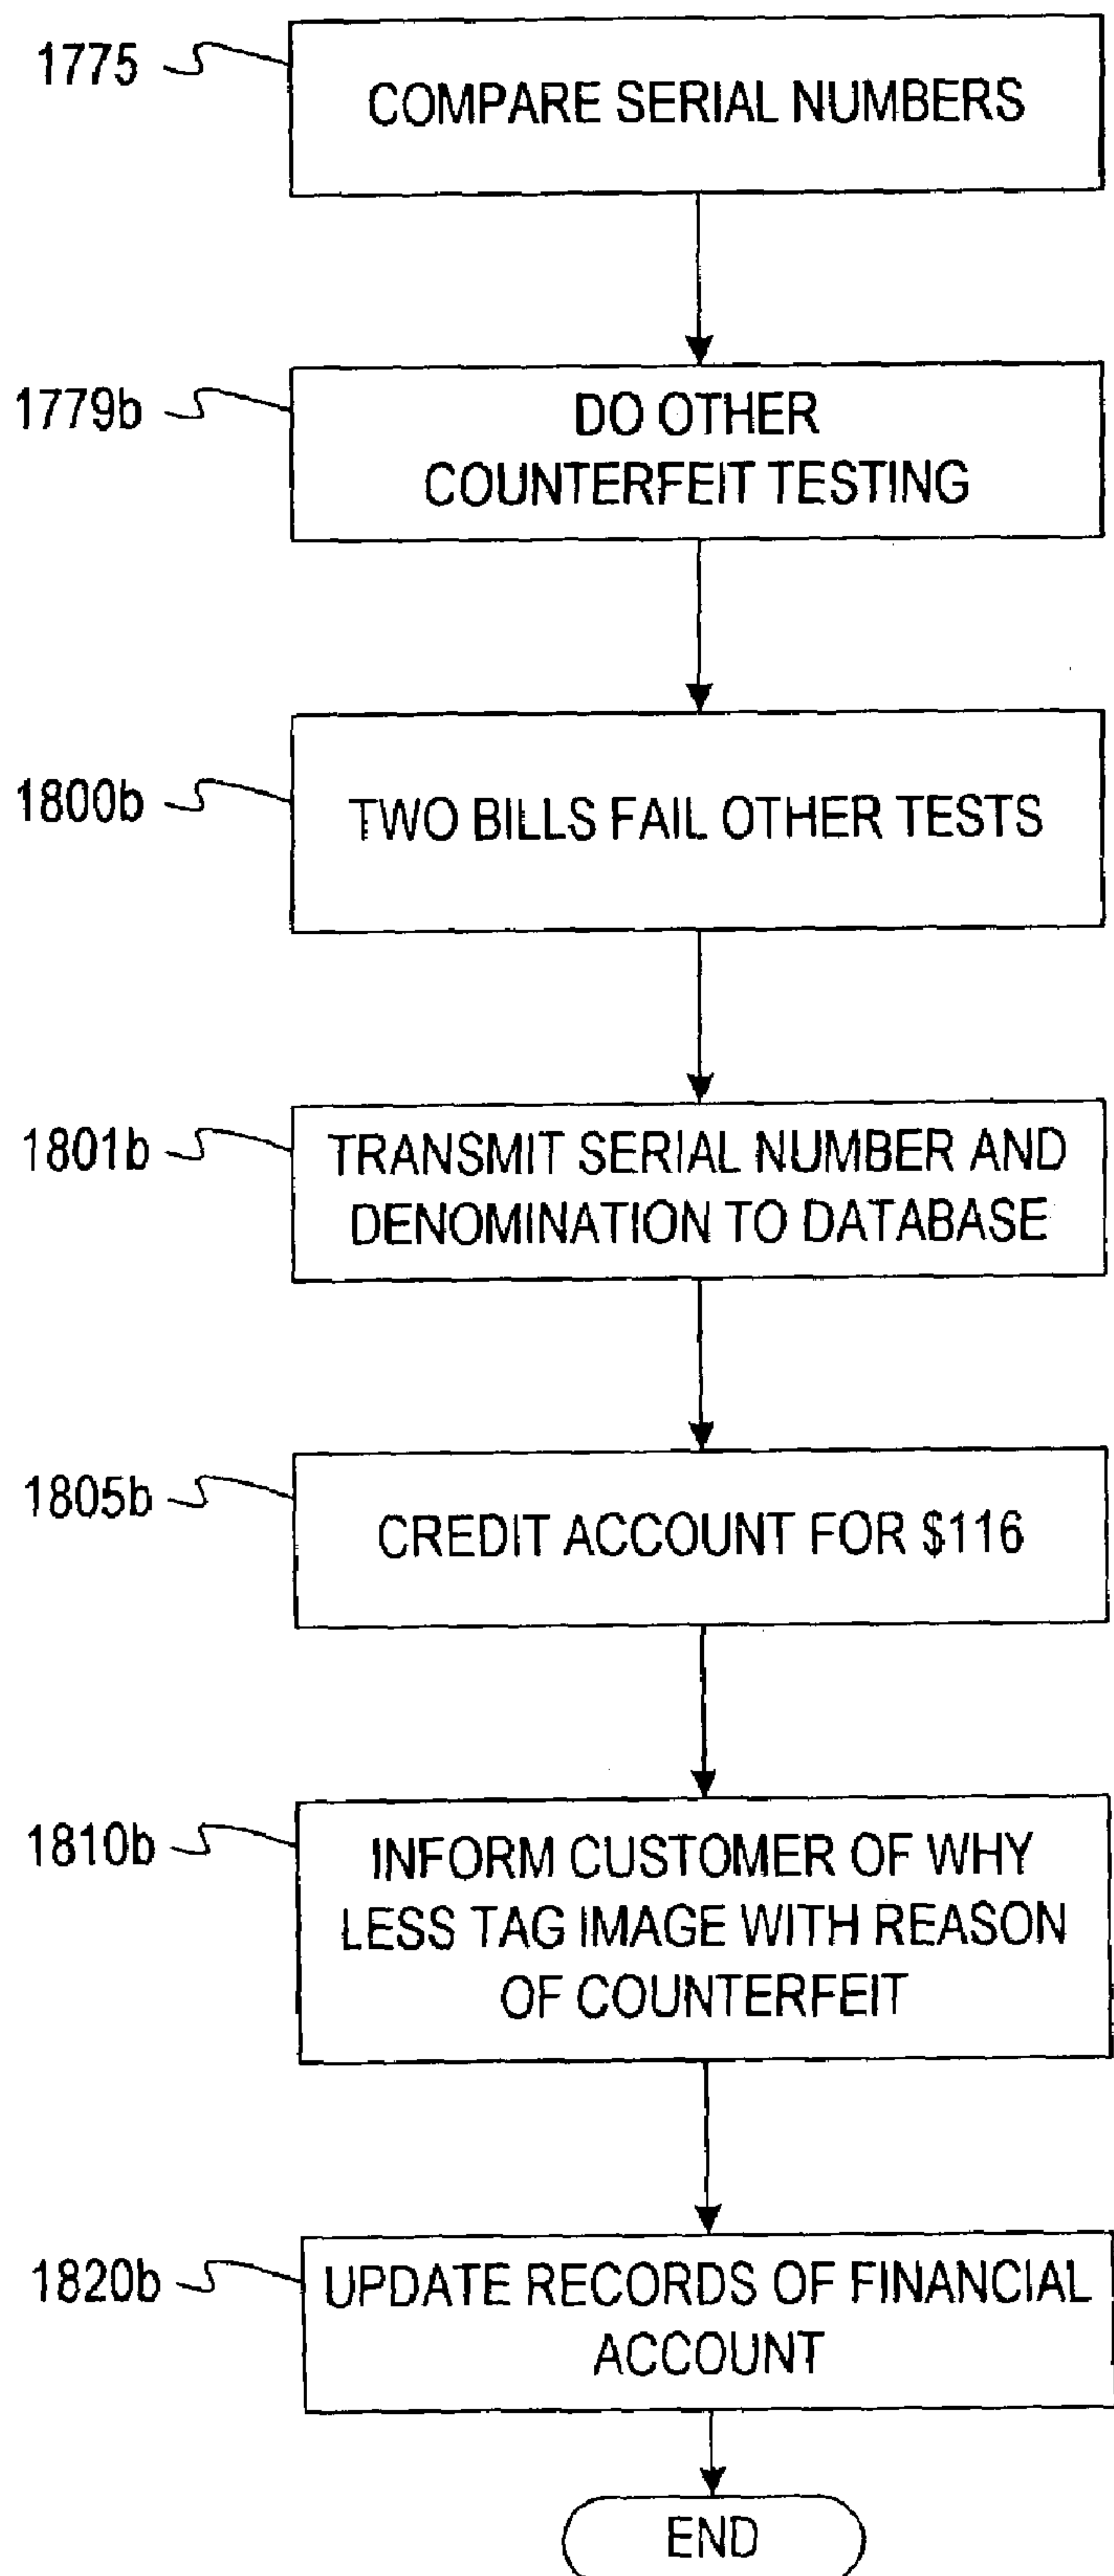 1775
COMPARE SERIAL NUMBERS
1779b
DO OTHER
COUNTERFEIT TESTING
1800b
TWO BILLS FAIL OTHER TESTS
1801b
TRANSMIT SERIAL NUMBER AND
DENOMINATION TO DATABASE
1805b
CREDIT ACCOUNT FOR $116
1810b
INFORM CUSTOMER OF WHY
LESS TAG IMAGE WITH REASON
OF COUNTERFEIT
1820b
UPDATE RECORDS OF FINANCIAL
ACCOUNT
END